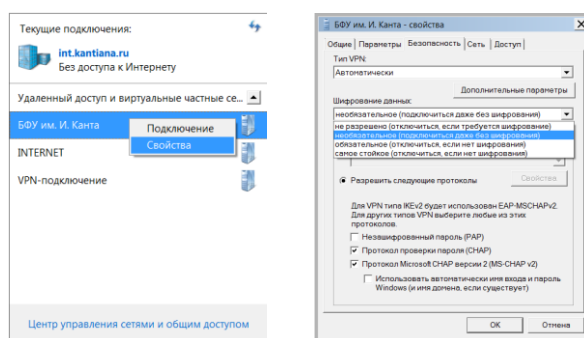 Текущие подключения:
int.kantiana.ru
Без доступа к Интернету
Удаленный доступ и виртуальные частные се...
БФУ им. И. Канта
Подключение
Свойства
INTERNET
VPN-подключение
Центр управления сетями и общим доступом
БФУ им. И. Канта - свойства
Общие Параметры Безопасность Сеть Доступ
Тип VPN:
Автоматически
Дополнительные параметры
Шифрование данных:
необязательное (подключиться даже без шифрования)
не разрешено (отключиться, если требуется шифрование)
необязательное (подключиться даже без шифрования)
обязательное (отключиться, если нет шифрования)
самое стойкое (отключиться, если нет шифрования)
Разрешить следующие протоколы
Свойства
Для VPN типа IKEv2 будет использован EAP-MSCHAPv2.
Для других типов VPN выберите любые из этих
протоколов.
Незашифрованный пароль (PAP)
Протокол проверки пароля (CHAP)
Протокол Microsoft CHAP версии 2 (MS-CHAP v2)
Использовать автоматически имя входа и пароль
Windows (и имя домена, если существует)
OK
Отмена